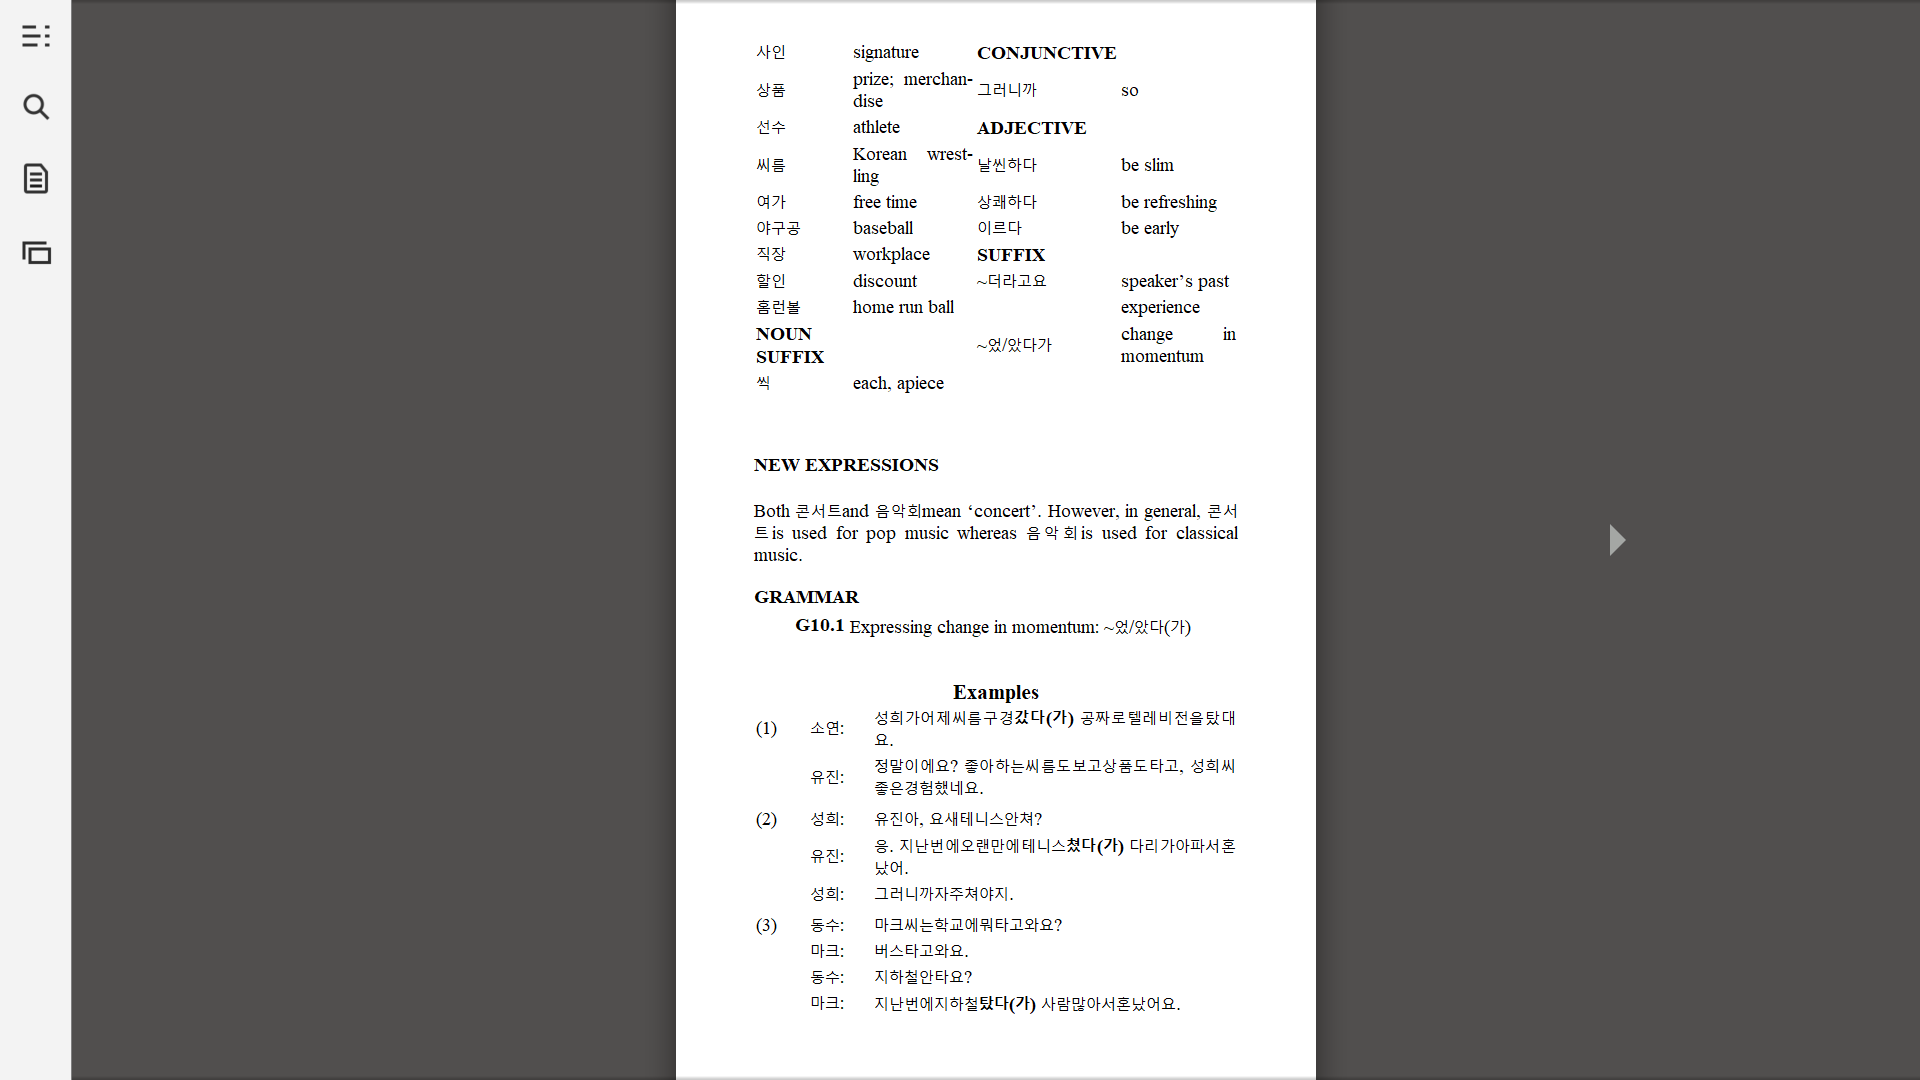 사인 signature CONJUNCTIVE
상품 prize; merchan-
dise 그러니까 so
선수 athlete ADJECTIVE
씨름 Korean wrest-
ling 날씬하다 be slim
여가 free time 상쾌하다 be refreshing
야구공 baseball 이르다 be early
직장 workplace SUFFIX
할인 discount ~더라고요 speaker’s past
홈런볼 home run ball experience
NOUN
SUFFIX ~었/았다가 change in
momentum
씩 each, apiece
NEW EXPRESSIONS
Both 콘서트and 음악회mean ‘concert’. However, in general, 콘서
트is used for pop music whereas 음악회is used for classical
music.
GRAMMAR
G10.1 Expressing change in momentum: ~었/았다(가)
Examples
(1) 소연: 성희가어제씨름구경갔다(가) 공짜로텔레비전을탔대
요.
유진: 정말이에요? 좋아하는씨름도보고상품도타고, 성희씨
좋은경험했네요.
(2) 성희: 유진아, 요새테니스안쳐?
유진: 응. 지난번에오랜만에테니스쳤다(가) 다리가아파서혼
났어.
성희: 그러니까자주쳐야지.
(3) 동수: 마크씨는학교에뭐타고와요?
마크: 버스타고와요.
동수: 지하철안타요?
마크: 지난번에지하철탔다(가) 사람많아서혼났어요.